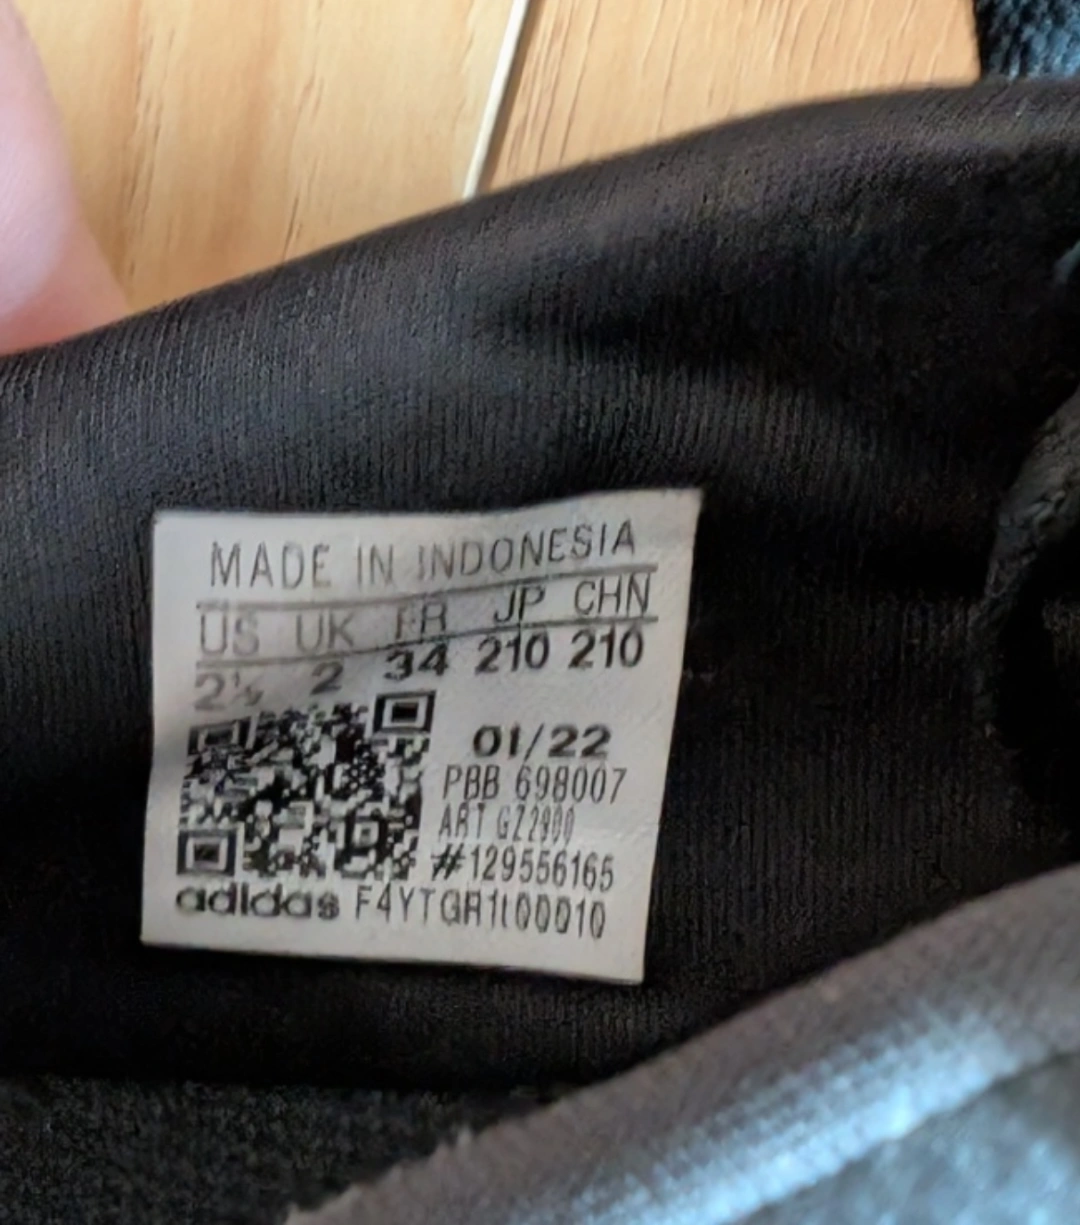 MADE IN INDONESIA
US UK FR JP CHN
2½ 2 34 210 210
01/22
PBB 698007
ART GZ2900
#129556165
adidas